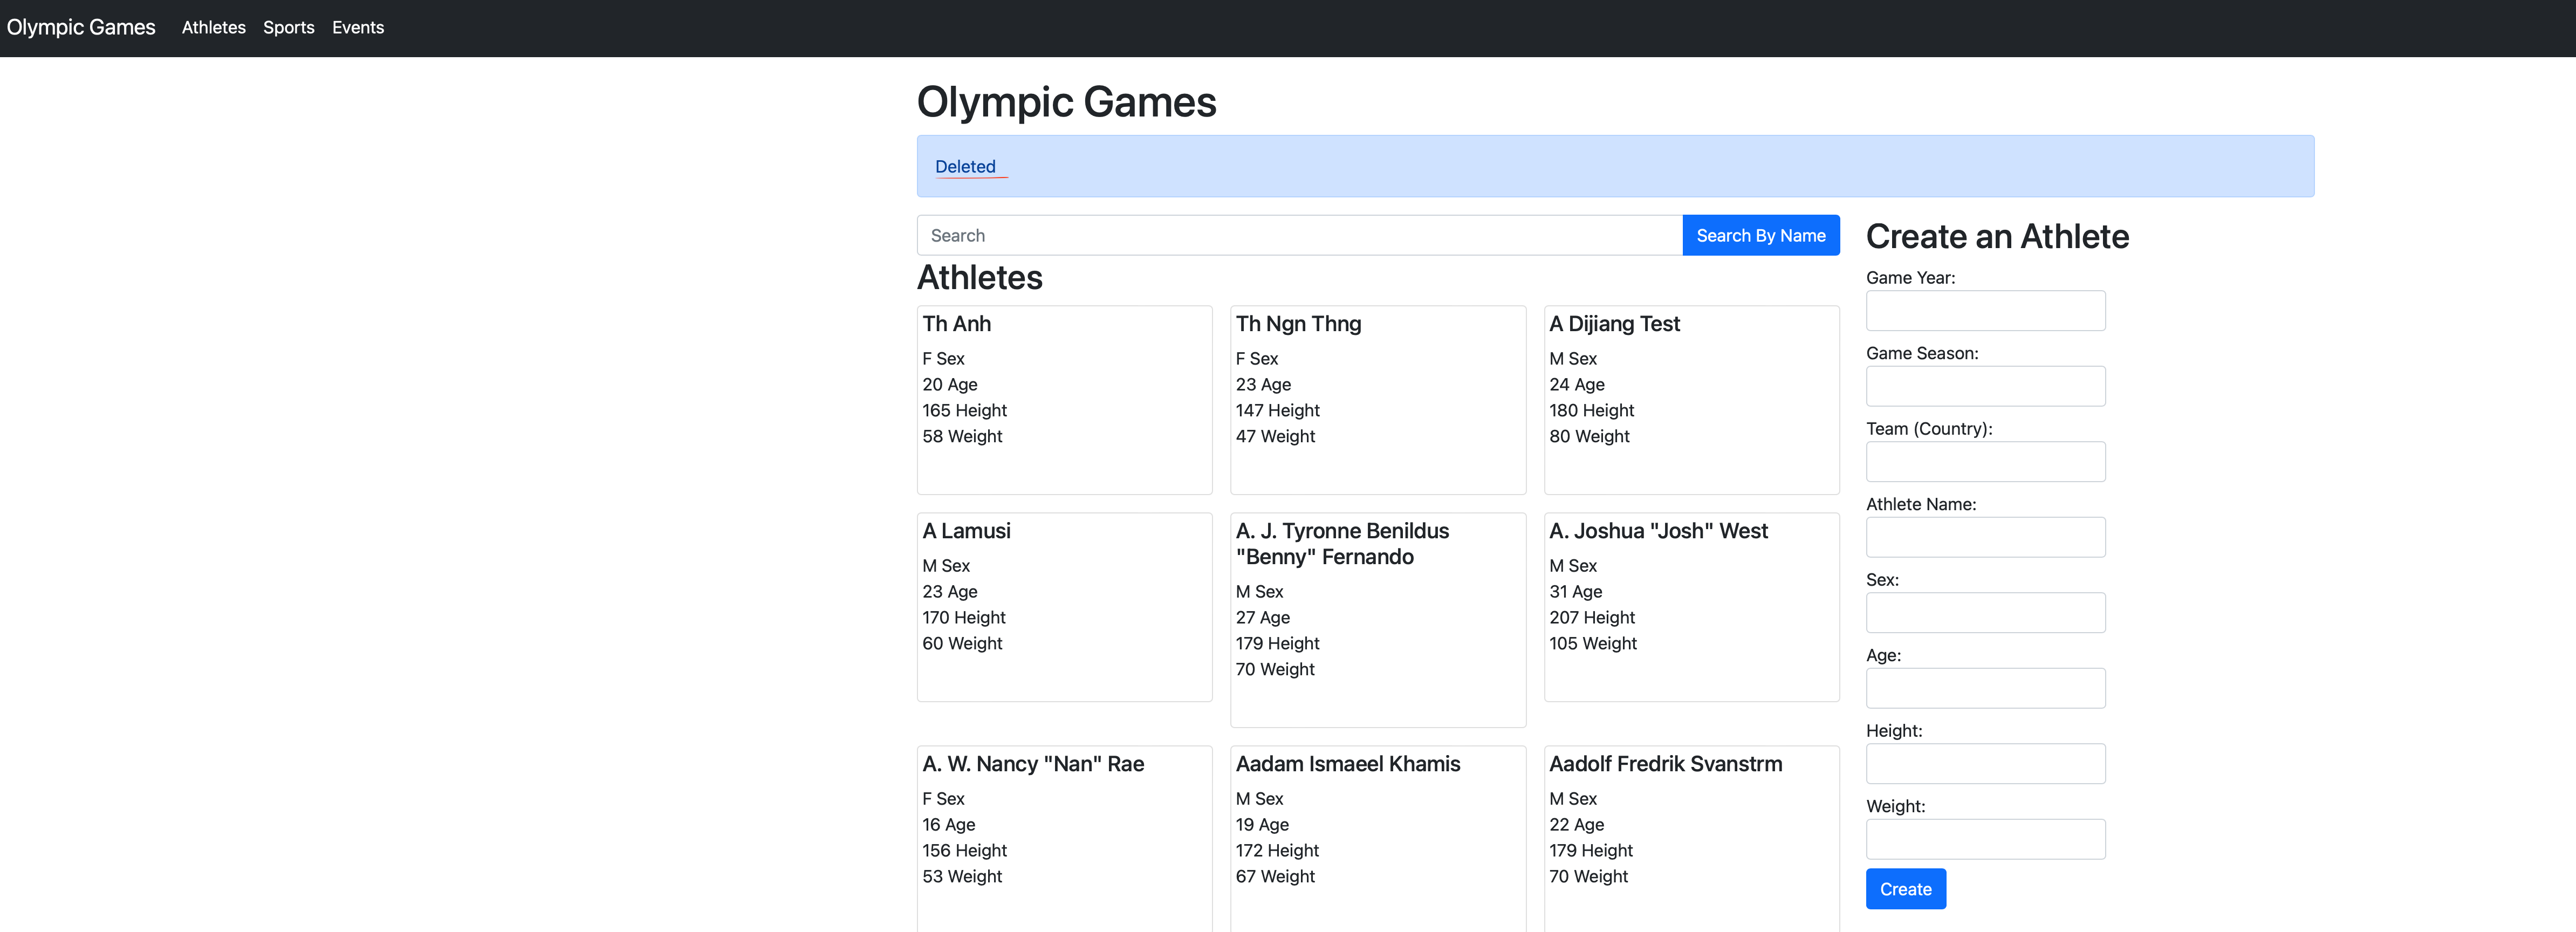 Olympic Games Athletes Sports Events
Olympic Games
Deleted
Search
Search By Name
Athletes
Th Anh
F Sex
20 Age
165 Height
58 Weight
Th Ngn Thng
F Sex
23 Age
147 Height
47 Weight
A Dijiang Test
M Sex
24 Age
180 Height
80 Weight
A Lamusi
M Sex
23 Age
170 Height
60 Weight
A. J. Tyronne Benildus
"Benny" Fernando
M Sex
27 Age
179 Height
70 Weight
A. Joshua "Josh" West
M Sex
31 Age
207 Height
105 Weight
A. W. Nancy "Nan" Rae
F Sex
16 Age
156 Height
53 Weight
Aadam Ismaeel Khamis
M Sex
19 Age
172 Height
67 Weight
Aadolf Fredrik Svanstrm
M Sex
22 Age
179 Height
70 Weight
Create an Athlete
Game Year:
Game Season:
Team (Country):
Athlete Name:
Sex:
Age:
Height:
Weight:
Create